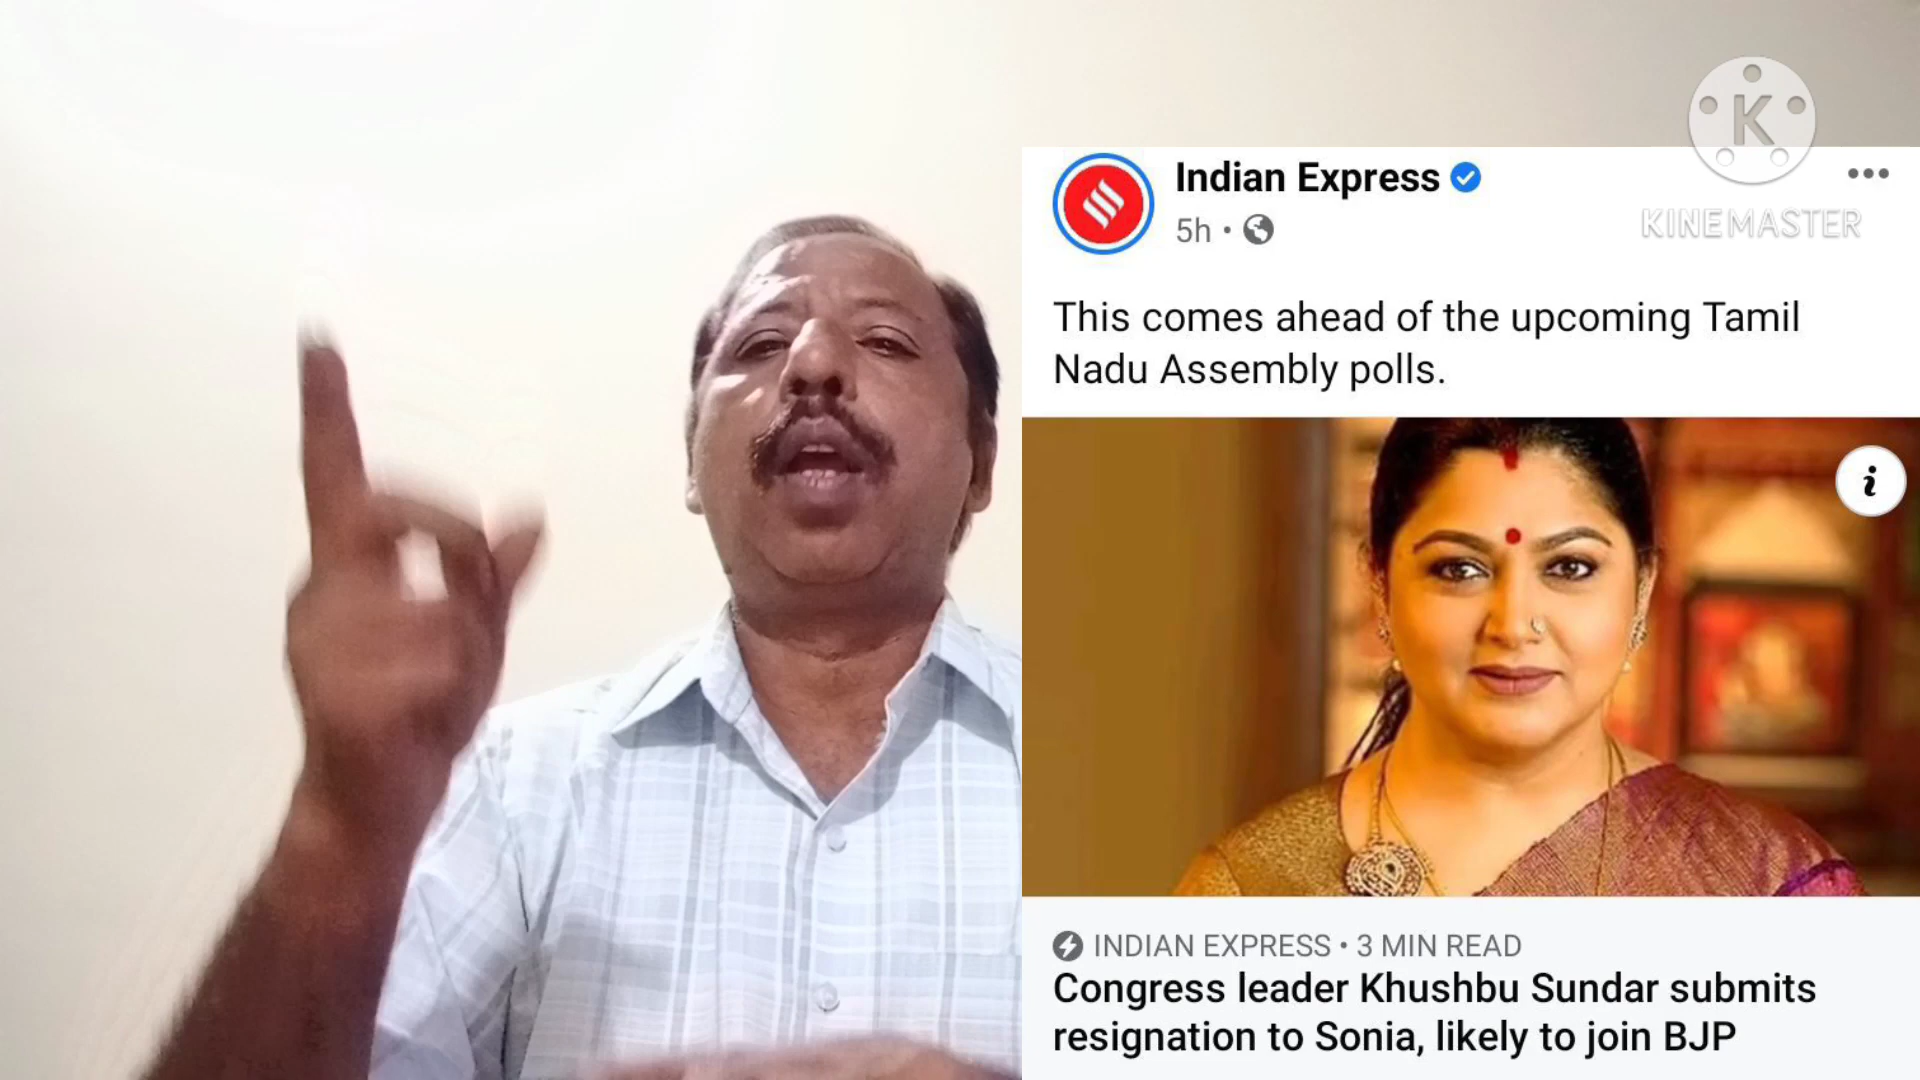 K
KINEMASTER
Indian Express
5h •
This comes ahead of the upcoming Tamil
Nadu Assembly polls.
i
INDIAN EXPRESS • 3 MIN READ
Congress leader Khushbu Sundar submits
resignation to Sonia, likely to join BJP